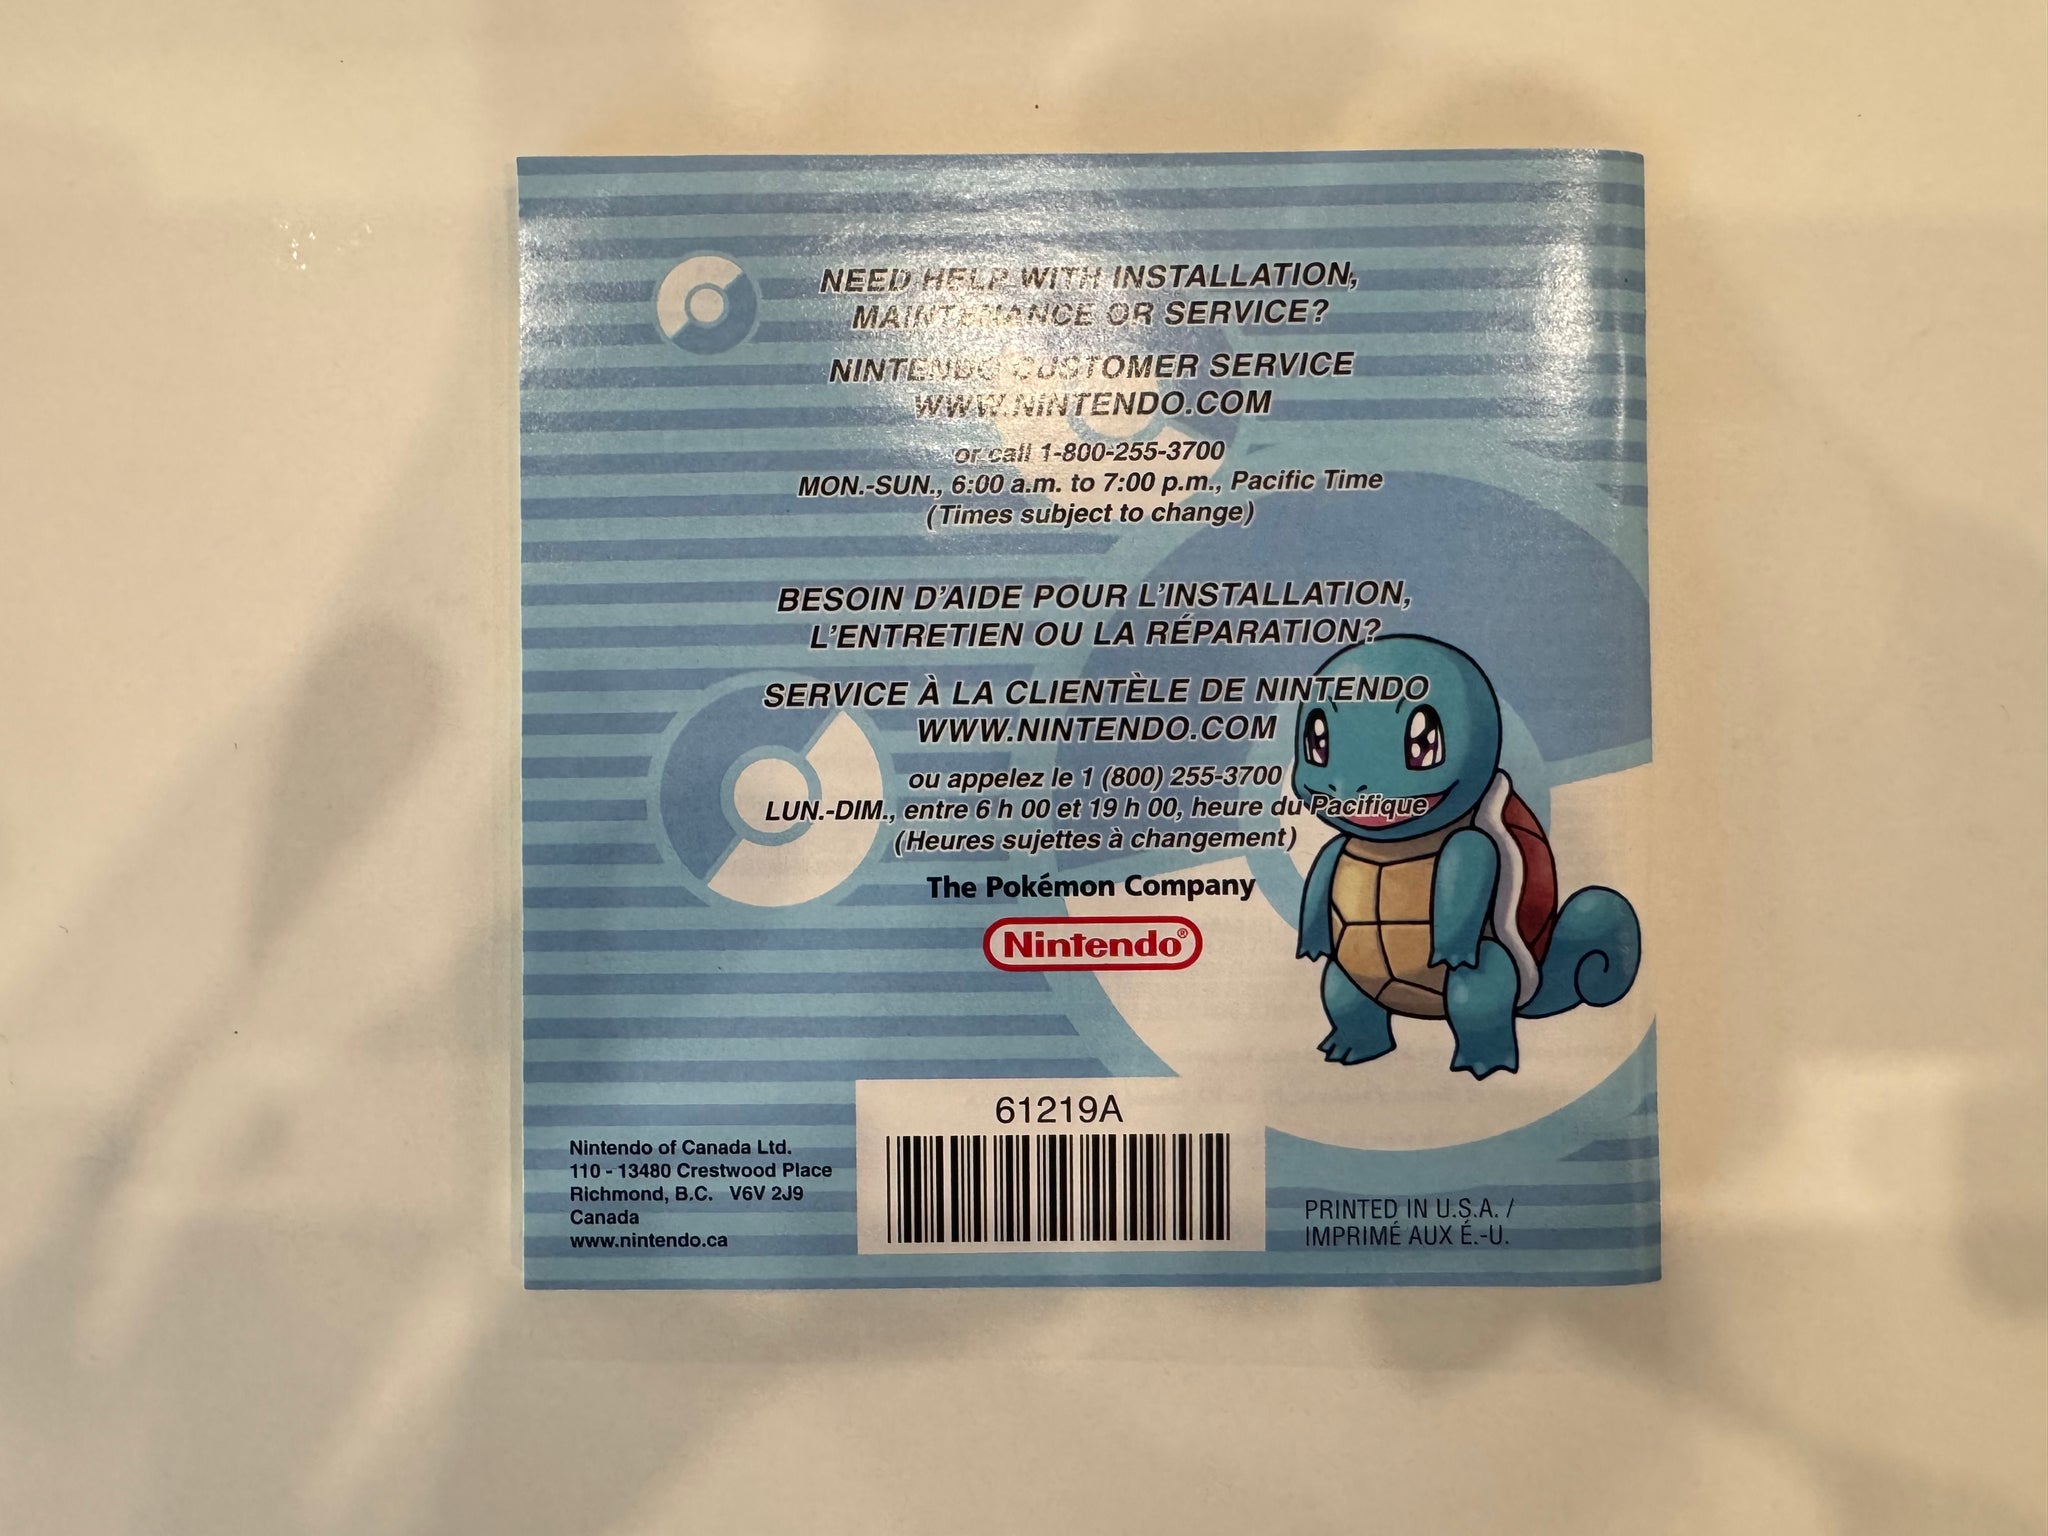 NEED HELP WITH INSTALLATION,
MAINTENANCE OR SERVICE?
NINTENDO CUSTOMER SERVICE
WWW.NINTENDO.COM
or call 1-800-255-3700
MON.-SUN., 6:00 a.m. to 7:00 p.m., Pacific Time
(Times subject to change)
BESOIN D'AIDE POUR L'INSTALLATION,
L'ENTRETIEN OU LA RÉPARATION?
SERVICE À LA CLIENTÈLE DE NINTENDO
WWW.NINTENDO.COM
ou appelez le 1 (800) 255-3700
LUN.-DIM., entre 6 h 00 et 19 h 00, heure du Pacifique
(Heures sujettes à changement)
The Pokémon Company
Nintendo®
61219A
Nintendo of Canada Ltd.
110 - 13480 Crestwood Place
Richmond, B.C. V6V 2J9
Canada
www.nintendo.ca
PRINTED IN U.S.A. /
IMPRIMÉ AUX É.-U.